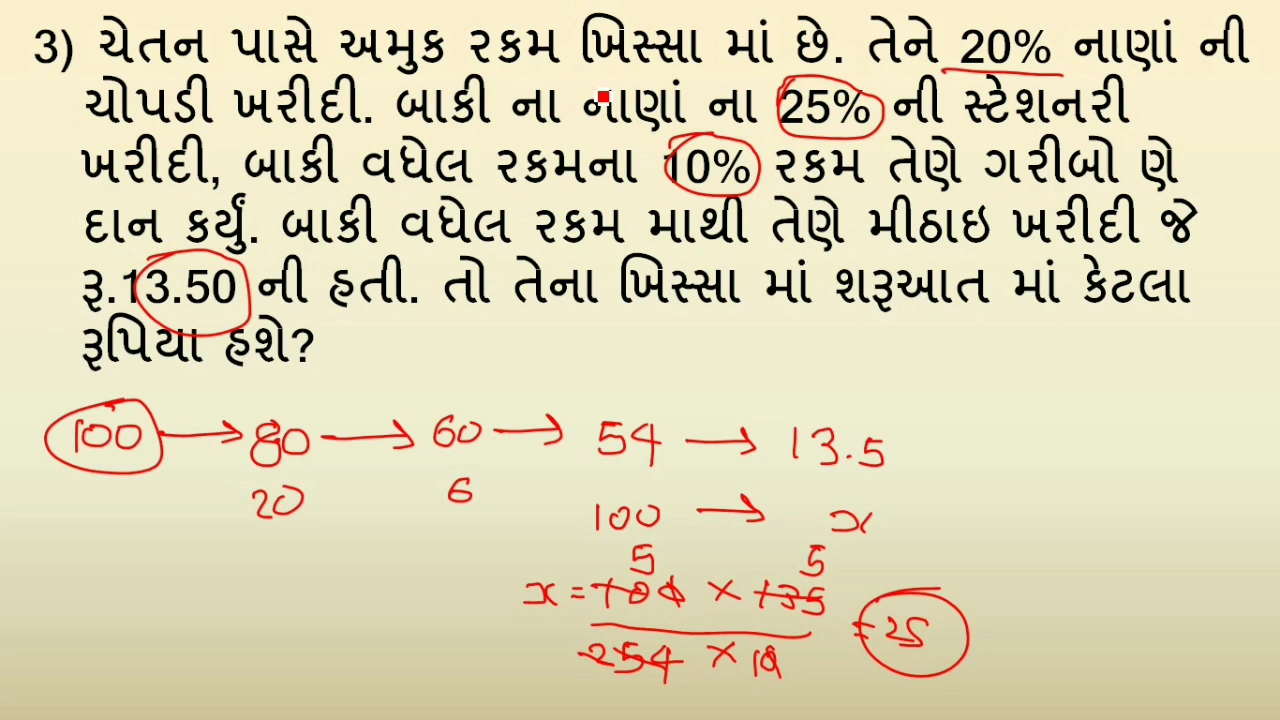 3) ચેતન પાસે અમુક રકમ ખિસ્સા માં છે. તેને 20% નાણાં ની
ચોપડી ખરીદી. બાકી ના નાણાં ના 25% ની સ્ટેશનરી
ખરીદી, બાકી વધેલ રકમના 10% રકમ તેણે ગરીબો ણે
દાન કર્યું. બાકી વધેલ રકમ માથી તેણે મીઠાઇ ખરીદી જે
રૂ.13.50 ની હતી. તો તેના ખિસ્સા માં શરૂઆત માં કેટલા
રૂપિયા હશે?
100 → 80 → 60 → 54 → 13.5
20 6
100 → x
5 5
x = 100 × 135
= 25
254 × 10